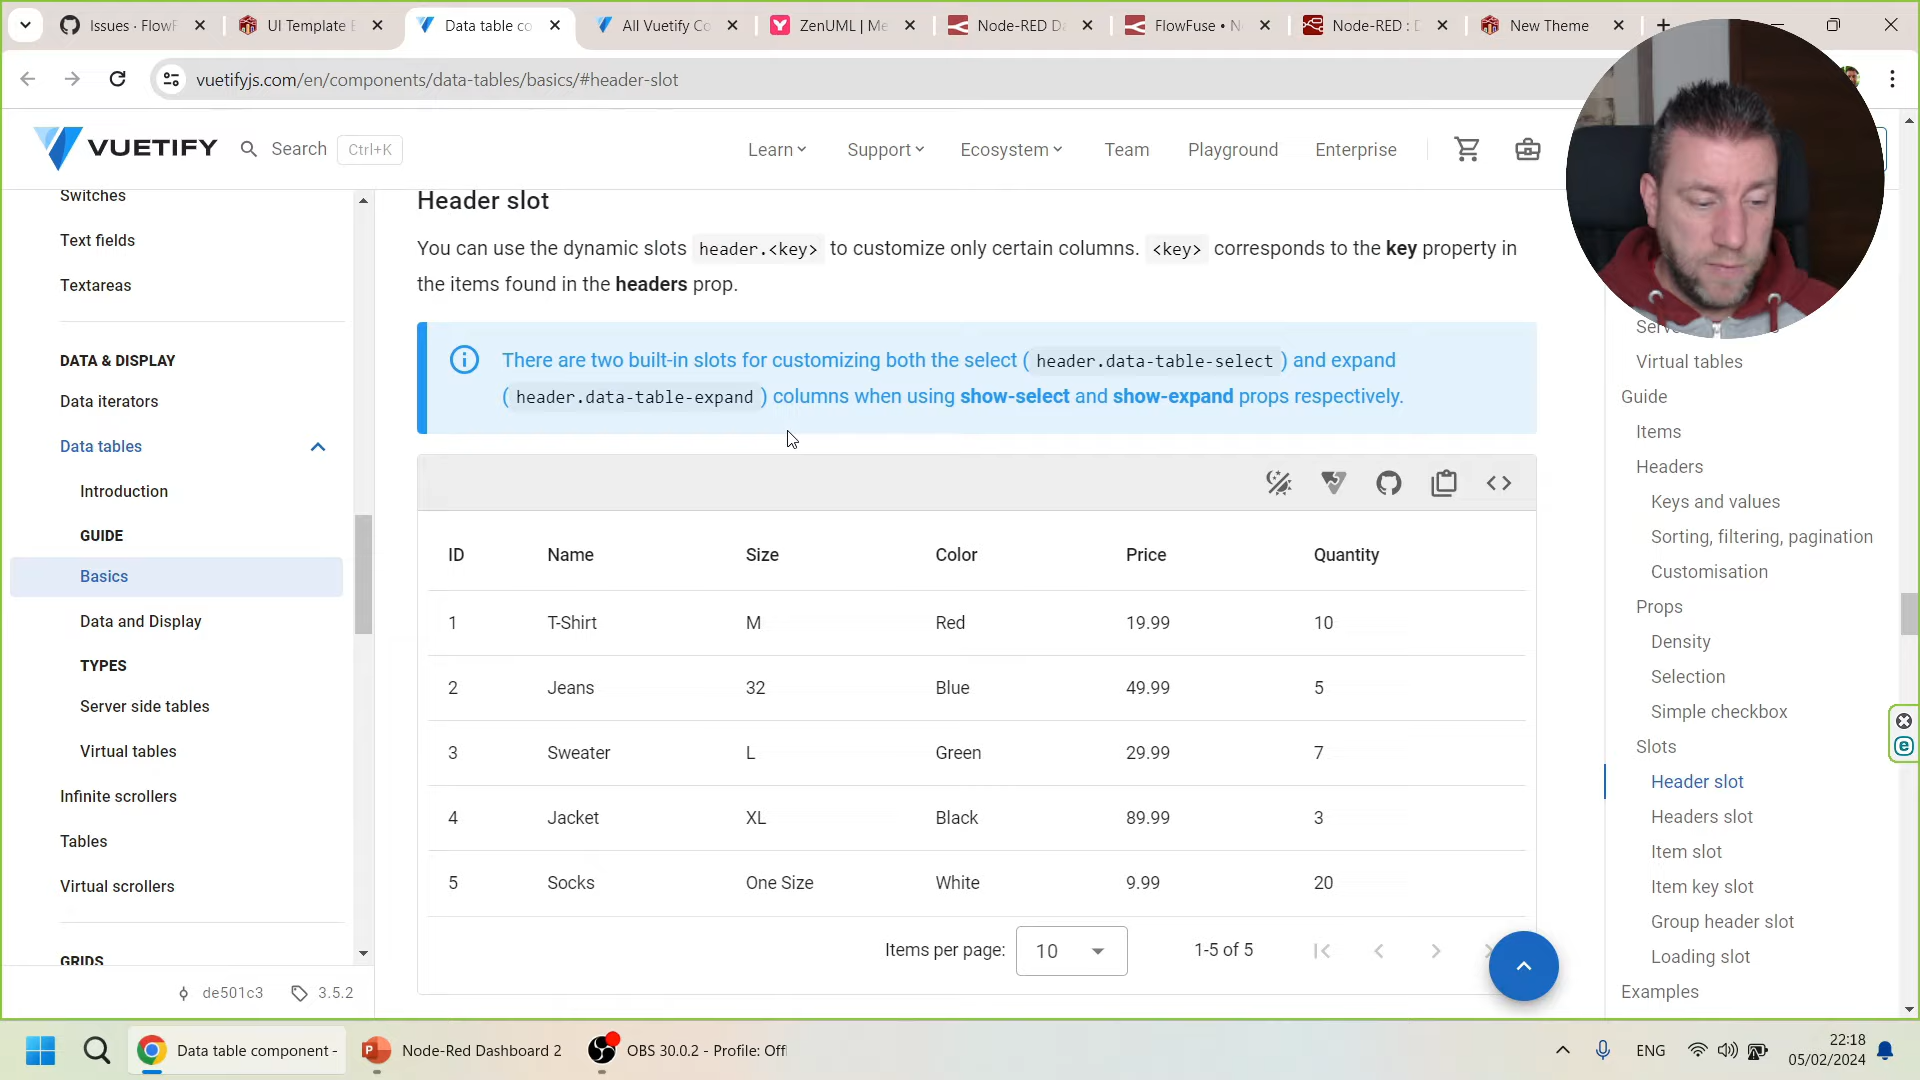 Issues · FlowF
UI Template E
Data table co
All Vuetify Co
ZenUML | Me
Node-RED Da
FlowFuse • N
Node-RED : D
New Theme
vuetifyjs.com/en/components/data-tables/basics/#header-slot
VUETIFY
Search
Ctrl+K
Learn
Support
Ecosystem
Team
Playground
Enterprise
Switches
Text fields
Textareas
DATA & DISPLAY
Data iterators
Data tables
Introduction
GUIDE
Basics
Data and Display
TYPES
Server side tables
Virtual tables
Infinite scrollers
Tables
Virtual scrollers
GRIDS
de501c3
3.5.2
Header slot
You can use the dynamic slots header.<key> to customize only certain columns. <key> corresponds to the key property in
the items found in the headers prop.
There are two built-in slots for customizing both the select ( header.data-table-select ) and expand
( header.data-table-expand ) columns when using show-select and show-expand props respectively.
ID Name Size Color Price Quantity
1 T-Shirt M Red 19.99 10
2 Jeans 32 Blue 49.99 5
3 Sweater L Green 29.99 7
4 Jacket XL Black 89.99 3
5 Socks One Size White 9.99 20
Items per page: 10 1-5 of 5
Virtual tables
Guide
Items
Headers
Keys and values
Sorting, filtering, pagination
Customisation
Props
Density
Selection
Simple checkbox
Slots
Header slot
Headers slot
Item slot
Item key slot
Group header slot
Loading slot
Examples
Data table component -
Node-Red Dashboard 2
OBS 30.0.2 - Profile: Off
ENG
22:18
05/02/2024